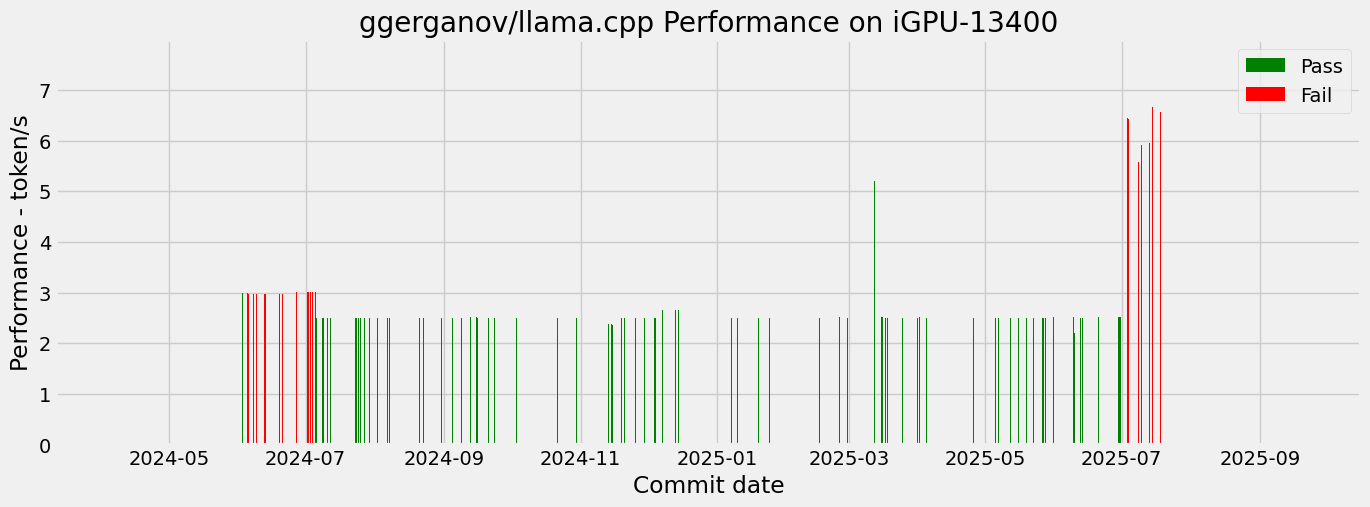 ggerganov/llama.cpp Performance on iGPU-13400
Performance - token/s
7
6
5
4
3
2
1
0
Pass
Fail
2024-05 2024-07 2024-09 2024-11 2025-01 2025-03 2025-05 2025-07 2025-09
Commit date